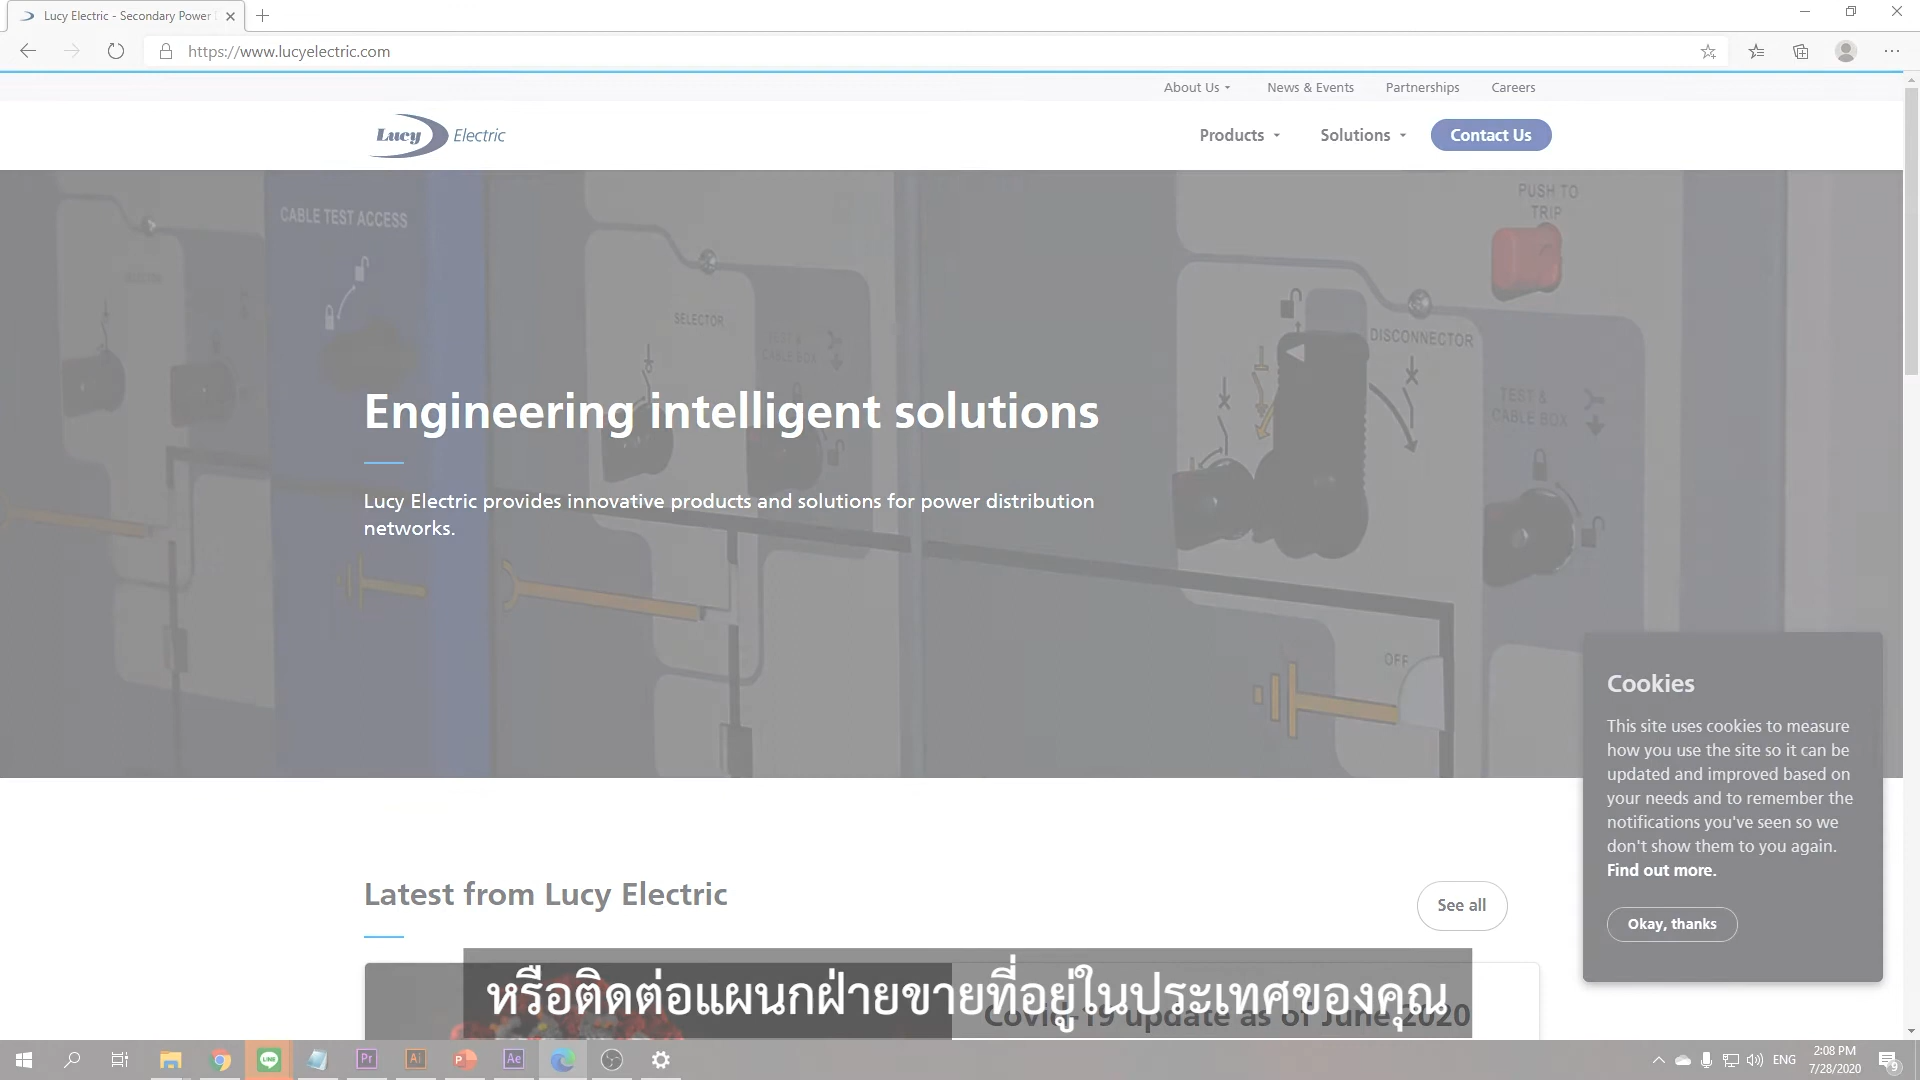 Lucy Electric - Secondary Power
https://www.lucyelectric.com
About Us
News & Events
Partnerships
Careers
Lucy Electric
Products
Solutions
Contact Us
PUSH TO
TRIP
CABLE TEST ACCESS
SELECTOR
DISCONNECTOR
TEST &
CABLE BOX
OFF
Engineering intelligent solutions
Lucy Electric provides innovative products and solutions for power distribution
networks.
Cookies
This site uses cookies to measure
how you use the site so it can be
updated and improved based on
your needs and to remember the
notifications you've seen so we
don't show them to you again.
Find out more.
Okay, thanks
Latest from Lucy Electric
See all
Covid-19 update as of June 2020
หรือติดต่อแผนกฝ่ายขายที่อยู่ในประเทศของคุณ
LINE
Pr
Ai
P
Ae
ENG
2:08 PM
7/28/2020
9